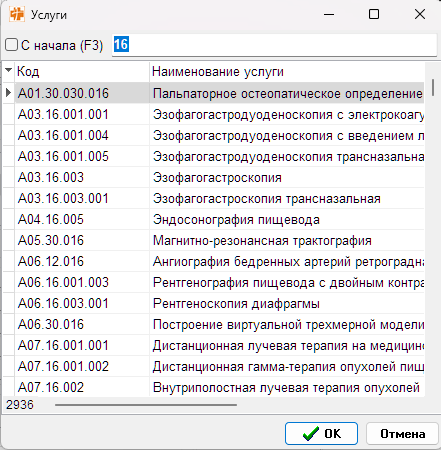 Услуги
С начала (F3) 16
Код Наименование услуги
A01.30.030.016 Пальпаторное остеопатическое определение
A03.16.001.001 Эзофагогастродуоденоскопия с электрокоагу
A03.16.001.004 Эзофагогастродуоденоскопия с введением л
A03.16.001.005 Эзофагогастродуоденоскопия трансназальна
A03.16.003 Эзофагогастроскопия
A03.16.003.001 Эзофагогастроскопия трансназальная
A04.16.005 Эндосонография пищевода
A05.30.016 Магнитно-резонансная трактография
A06.12.016 Ангиография бедренных артерий ретроградна
A06.16.001.003 Рентгенография пищевода с двойным контра
A06.16.003.001 Рентгеноскопия диафрагмы
A06.30.016 Построение виртуальной трехмерной модели
A07.16.001.001 Дистанционная лучевая терапия на медицинс
A07.16.001.002 Дистанционная гамма-терапия опухолей пищ
A07.16.002 Внутриполостная лучевая терапия опухолей
2936
OK Отмена